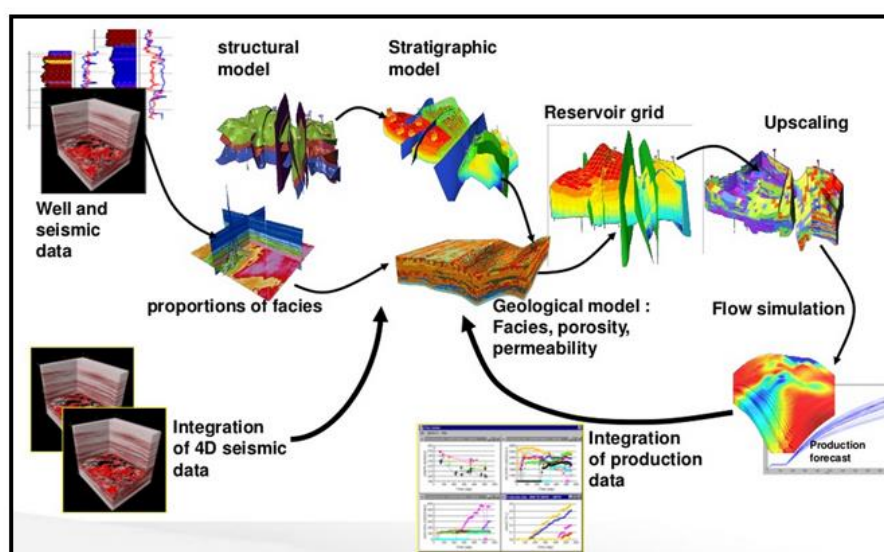 structural
model
Stratigraphic
model
Reservoir grid
Upscaling
Well and
seismic
data
proportions of facies
Geological model :
Facies, porosity,
permeability
Flow simulation
Integration
of 4D seismic
data
Integration
of production
data
Production
forecast